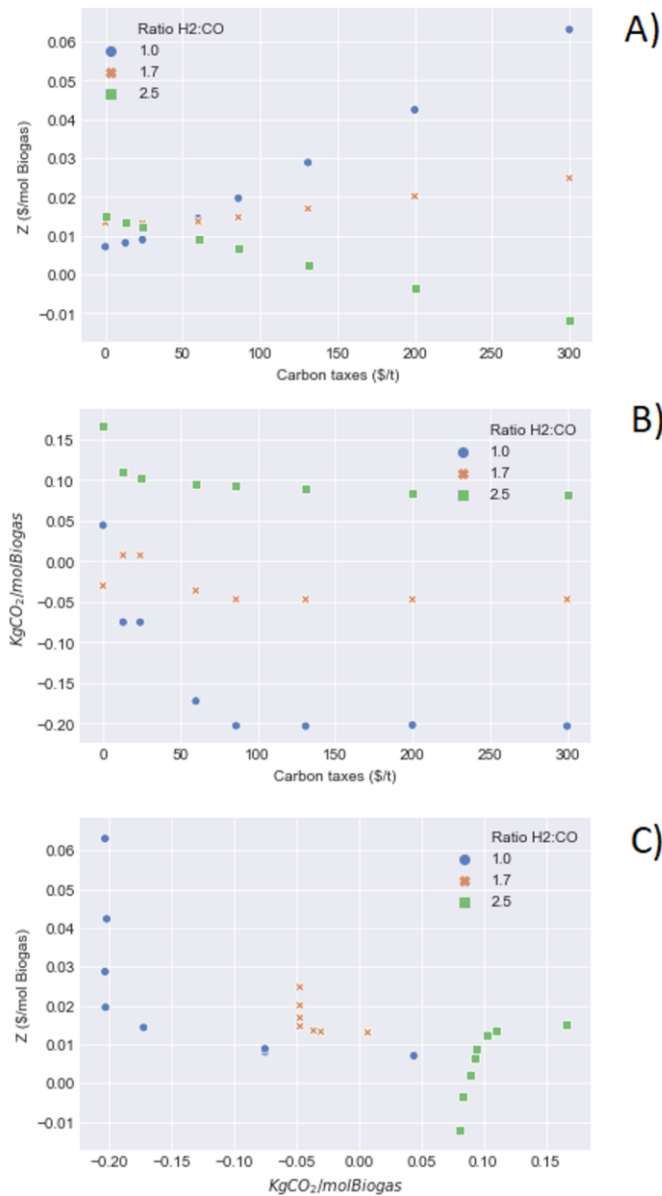 A)
Ratio H2:CO
1.0
1.7
2.5
0.06
0.05
0.04
0.03
0.02
0.01
0.00
−0.01
Z ($/mol Biogas)
0 50 100 150 200 250 300
Carbon taxes ($/t)
B)
Ratio H2:CO
1.0
1.7
2.5
0.15
0.10
0.05
0.00
−0.05
−0.10
−0.15
−0.20
KgCO₂/molBiogas
0 50 100 150 200 250 300
Carbon taxes ($/t)
C)
Ratio H2:CO
1.0
1.7
2.5
0.06
0.05
0.04
0.03
0.02
0.01
0.00
−0.01
Z ($/mol Biogas)
−0.20 −0.15 −0.10 −0.05 0.00 0.05 0.10 0.15
KgCO₂/molBiogas